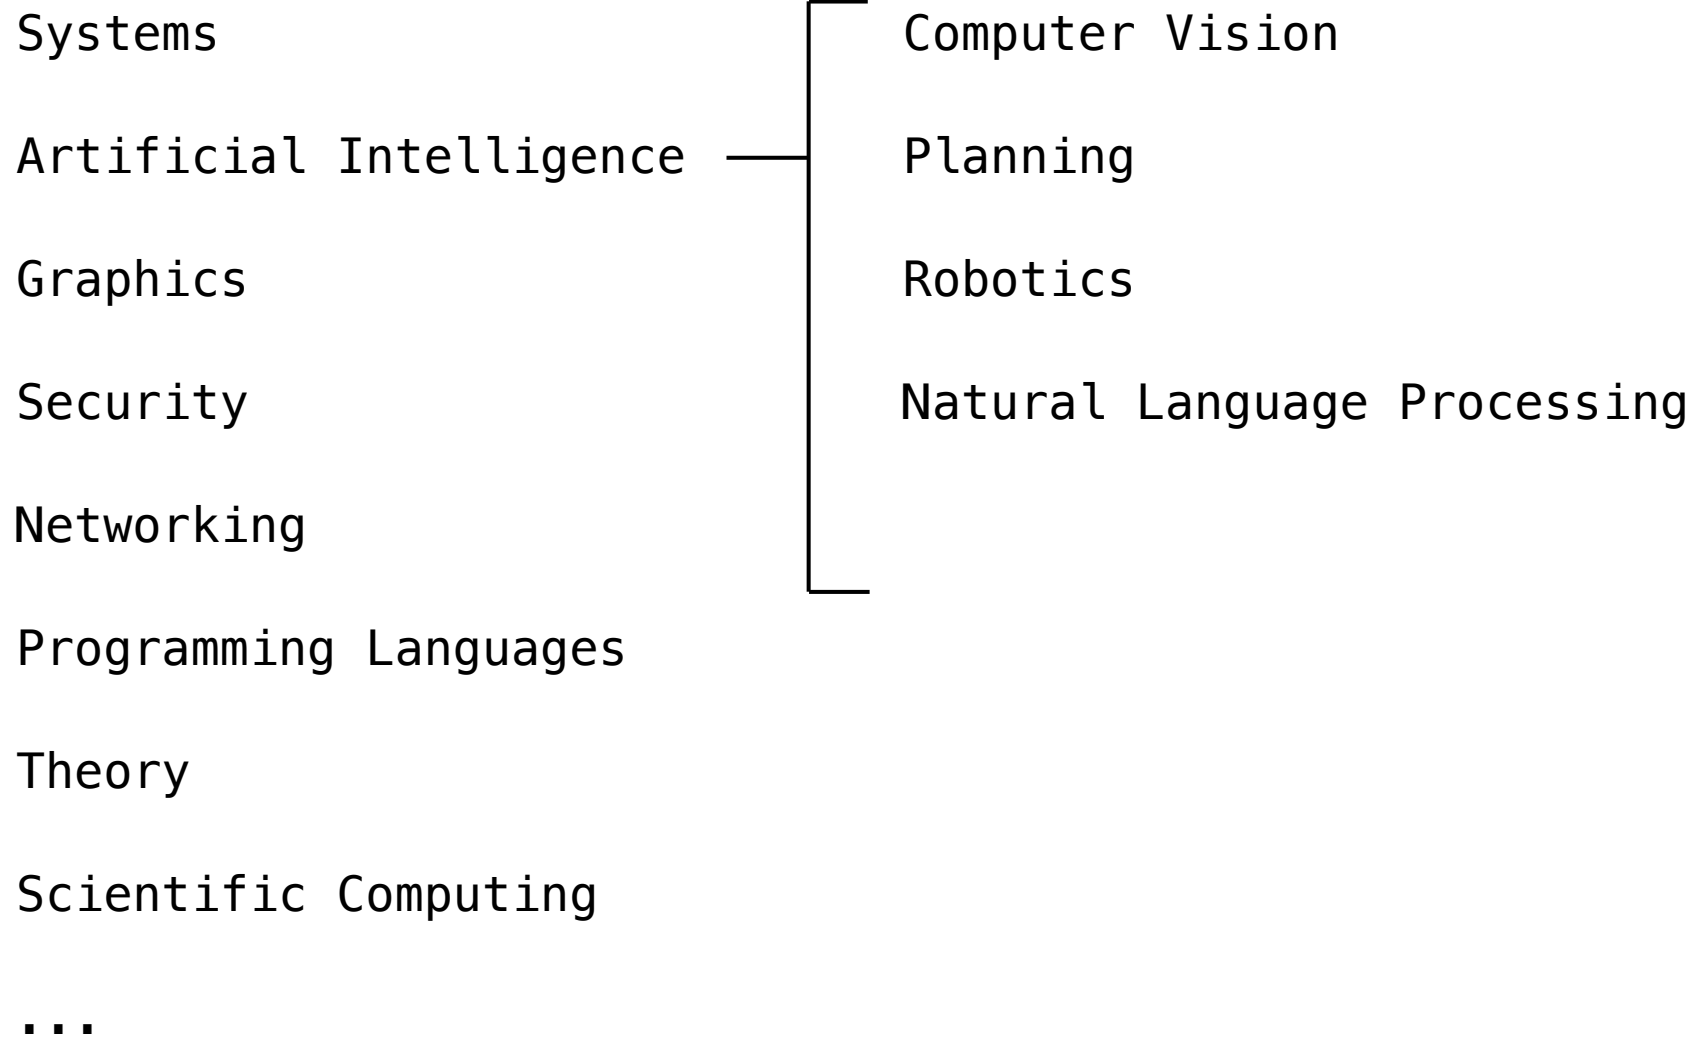 Systems
Artificial Intelligence
Graphics
Security
Networking
Programming Languages
Theory
Scientific Computing
...
Computer Vision
Planning
Robotics
Natural Language Processing